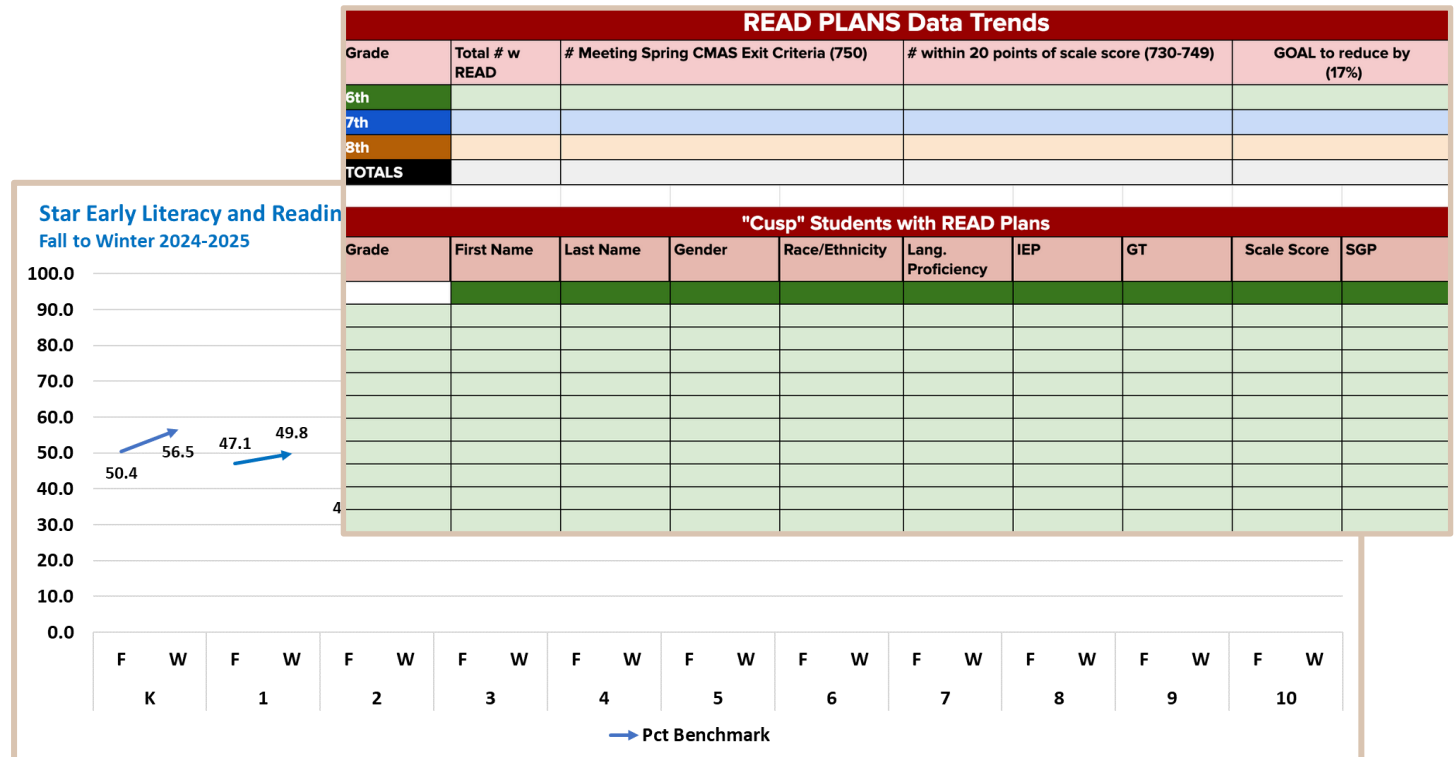 READ PLANS Data Trends
Grade Total # w READ # Meeting Spring CMAS Exit Criteria (750) # within 20 points of scale score (730-749) GOAL to reduce by (17%)
6th
7th
8th
TOTALS
"Cusp" Students with READ Plans
Grade First Name Last Name Gender Race/Ethnicity Lang. Proficiency IEP GT Scale Score SGP
Star Early Literacy and Readin
Fall to Winter 2024-2025
100.0
90.0
80.0
70.0
60.0
50.0
40.0
30.0
20.0
10.0
0.0
50.4 56.5 47.1 49.8
4
F W F W F W F W F W F W F W F W F W F W F W
K 1 2 3 4 5 6 7 8 9 10
Pct Benchmark